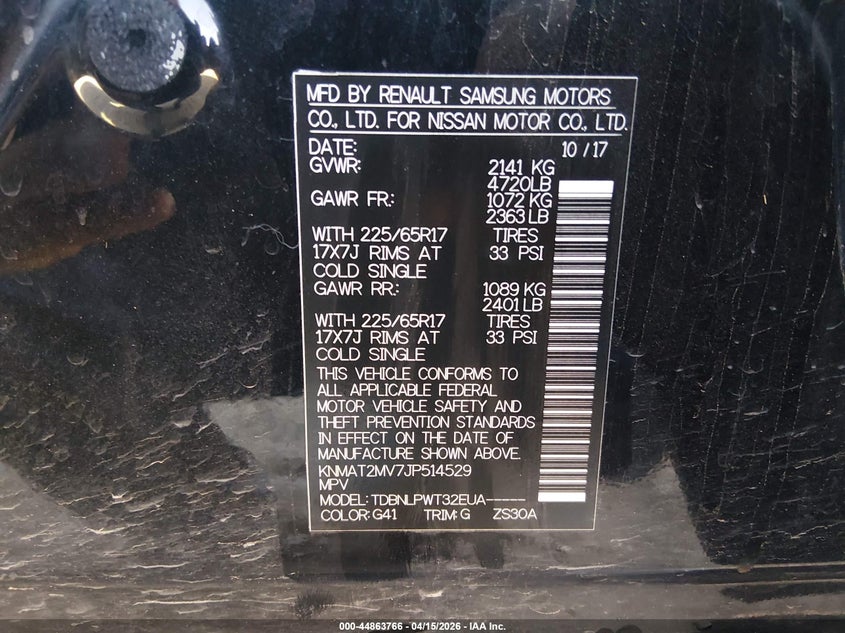 MFD BY RENAULT SAMSUNG MOTORS
CO., LTD. FOR NISSAN MOTOR CO., LTD.
DATE: 10 / 17
GVWR: 2141 KG
4720LB
GAWR FR: 1072 KG
2363 LB
WITH 225/65R17 TIRES
17X7J RIMS AT 33 PSI
COLD SINGLE
GAWR RR: 1089 KG
2401 LB
WITH 225/65R17 TIRES
17X7J RIMS AT 33 PSI
COLD SINGLE
THIS VEHICLE CONFORMS TO
ALL APPLICABLE FEDERAL
MOTOR VEHICLE SAFETY AND
THEFT PREVENTION STANDARDS
IN EFFECT ON THE DATE OF
MANUFACTURE SHOWN ABOVE.
KNMAT2MV7JP514529
MPV
MODEL: TDBNLPWT32EUA-----
COLOR: G41 TRIM: G ZS30A
000-44863766 - 04/15/2026 - IAA Inc.